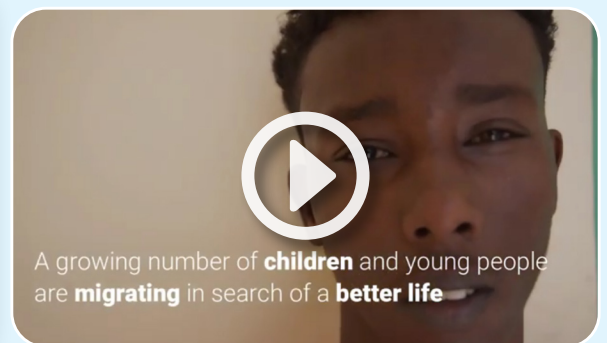 A growing number of children and young people
are migrating in search of a better life